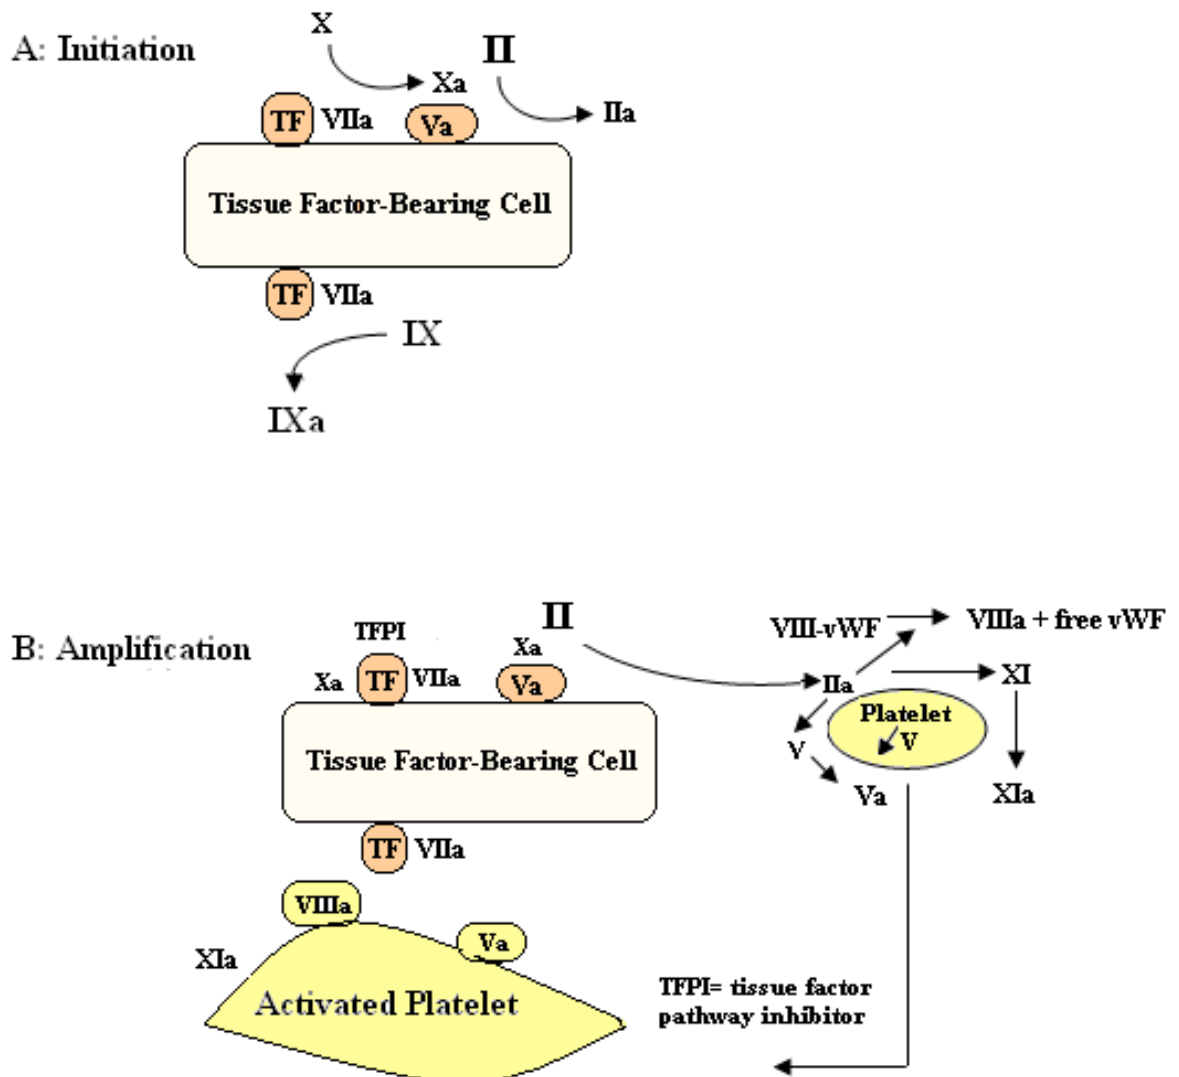 A: Initiation
X
Xa
II
IIa
TF
VIIa
Va
Tissue Factor-Bearing Cell
TF
VIIa
IX
IXa
B: Amplification
TFPI
Xa
TF
VIIa
Xa
Va
II
VIII-vWF
VIIIa + free vWF
IIa
XI
Platelet
V
V
Va
XIa
Tissue Factor-Bearing Cell
TF
VIIa
VIIIa
Va
XIa
Activated Platelet
TFPI= tissue factor
pathway inhibitor